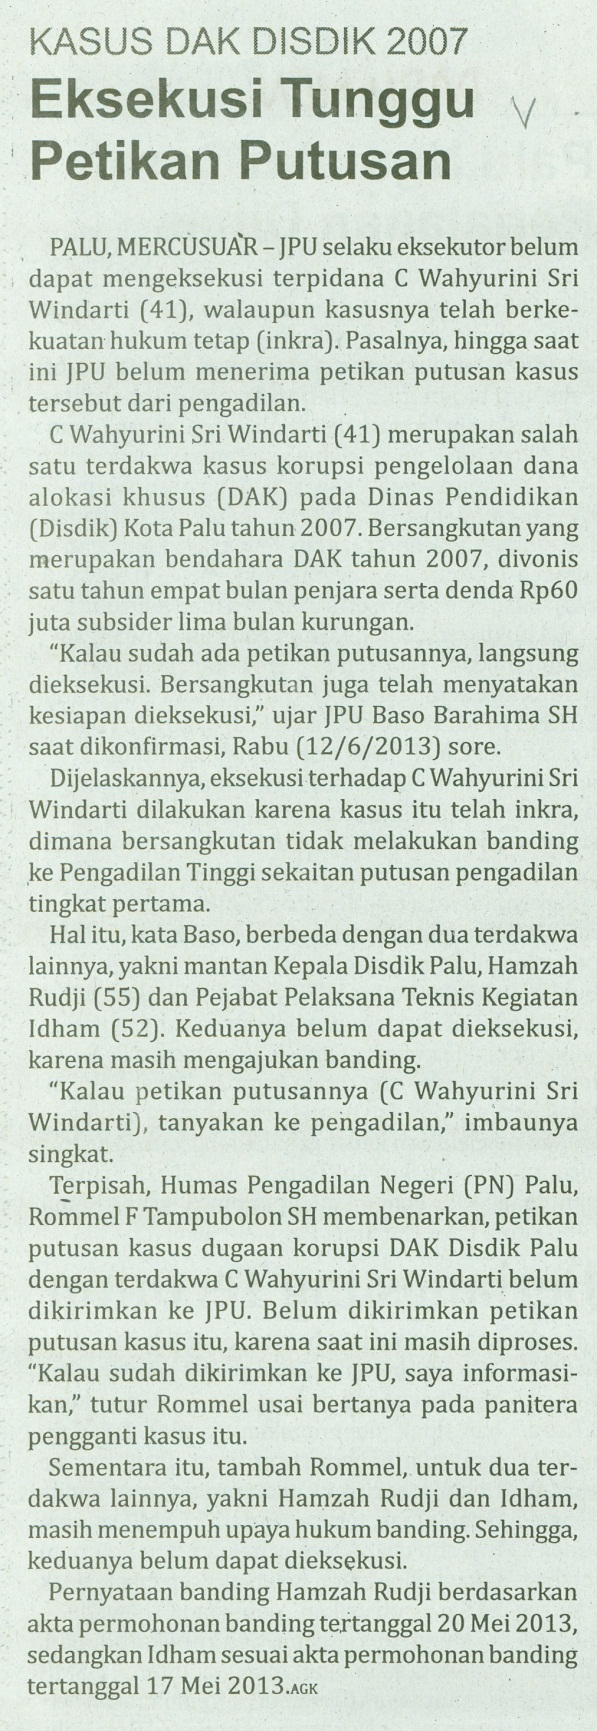 KASUS DAK DISDIK 2007
Eksekusi Tunggu
Petikan Putusan
PALU, MERCUSUAR – JPU selaku eksekutor belum
dapat mengeksekusi terpidana C Wahyurini Sri
Windarti (41), walaupun kasusnya telah berke-
kuatan hukum tetap (inkra). Pasalnya, hingga saat
ini JPU belum menerima petikan putusan kasus
tersebut dari pengadilan.
C Wahyurini Sri Windarti (41) merupakan salah
satu terdakwa kasus korupsi pengelolaan dana
alokasi khusus (DAK) pada Dinas Pendidikan
(Disdik) Kota Palu tahun 2007. Bersangkutan yang
merupakan bendahara DAK tahun 2007, divonis
satu tahun empat bulan penjara serta denda Rp60
juta subsider lima bulan kurungan.
“Kalau sudah ada petikan putusannya, langsung
dieksekusi. Bersangkutan juga telah menyatakan
kesiapan dieksekusi,” ujar JPU Baso Barahima SH
saat dikonfirmasi, Rabu (12/6/2013) sore.
Dijelaskannya, eksekusi terhadap C Wahyurini Sri
Windarti dilakukan karena kasus itu telah inkra,
dimana bersangkutan tidak melakukan banding
ke Pengadilan Tinggi sekaitan putusan pengadilan
tingkat pertama.
Hal itu, kata Baso, berbeda dengan dua terdakwa
lainnya, yakni mantan Kepala Disdik Palu, Hamzah
Rudji (55) dan Pejabat Pelaksana Teknis Kegiatan
Idham (52). Keduanya belum dapat dieksekusi,
karena masih mengajukan banding.
“Kalau petikan putusannya (C Wahyurini Sri
Windarti), tanyakan ke pengadilan,” imbaunya
singkat.
Terpisah, Humas Pengadilan Negeri (PN) Palu,
Rommel F Tampubolon SH membenarkan, petikan
putusan kasus dugaan korupsi DAK Disdik Palu
dengan terdakwa C Wahyurini Sri Windarti belum
dikirimkan ke JPU. Belum dikirimkan petikan
putusan kasus itu, karena saat ini masih diproses.
“Kalau sudah dikirimkan ke JPU, saya informasi-
kan,” tutur Rommel usai bertanya pada panitera
pengganti kasus itu.
Sementara itu, tambah Rommel, untuk dua ter-
dakwa lainnya, yakni Hamzah Rudji dan Idham,
masih menempuh upaya hukum banding. Sehingga,
keduanya belum dapat dieksekusi.
Pernyataan banding Hamzah Rudji berdasarkan
akta permohonan banding tertanggal 20 Mei 2013,
sedangkan Idham sesuai akta permohonan banding
tertanggal 17 Mei 2013.AGK